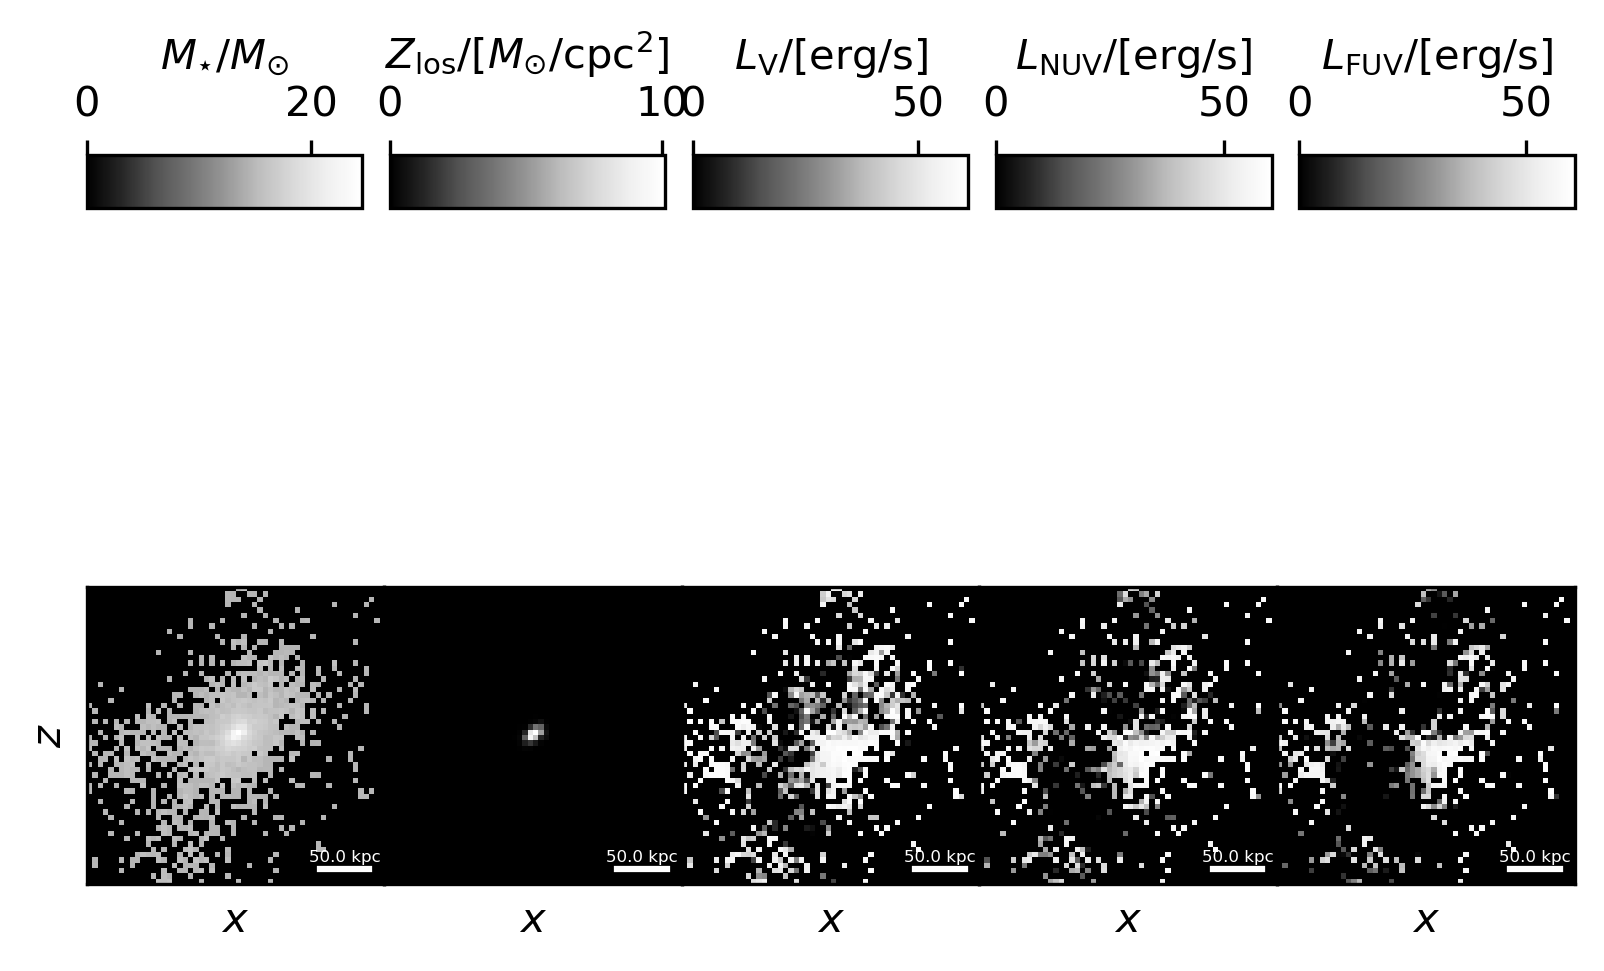 M⋆/M⊙ Z_los/[M⊙/cpc²] L_V/[erg/s] L_NUV/[erg/s] L_FUV/[erg/s]
0 20 0 100 0 50 0 50 0 50
z
50.0 kpc 50.0 kpc 50.0 kpc 50.0 kpc 50.0 kpc
x x x x x